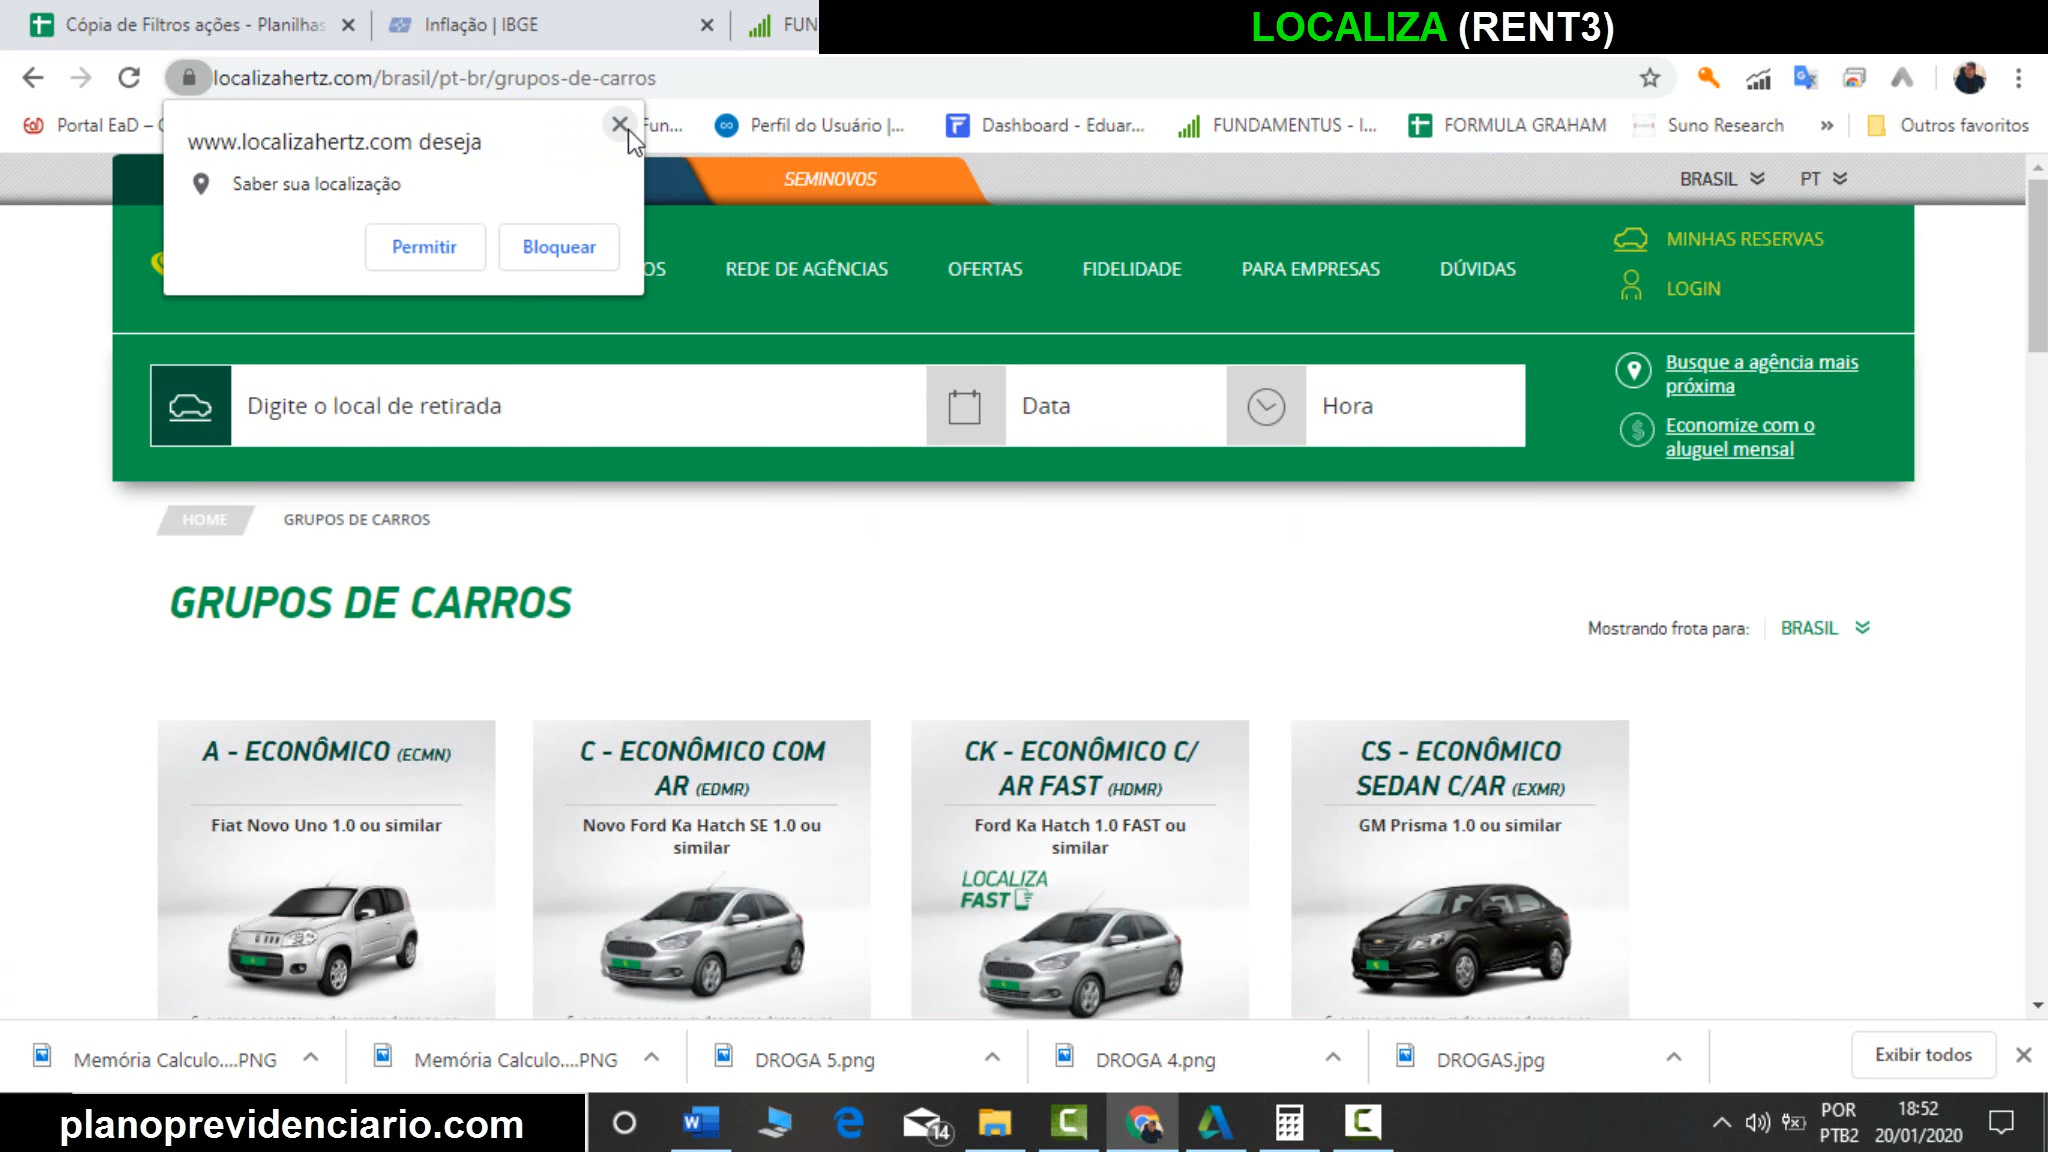 Cópia de Filtros ações - Planilhas
Inflação | IBGE
FUN
LOCALIZA (RENT3)
localizahertz.com/brasil/pt-br/grupos-de-carros
Portal EaD – C
Fun...
Perfil do Usuário |...
Dashboard - Eduar...
FUNDAMENTUS - I...
FORMULA GRAHAM
Suno Research
»
Outros favoritos
www.localizahertz.com deseja
Saber sua localização
Permitir
Bloquear
SEMINOVOS
BRASIL
PT
OS
REDE DE AGÊNCIAS
OFERTAS
FIDELIDADE
PARA EMPRESAS
DÚVIDAS
MINHAS RESERVAS
LOGIN
Digite o local de retirada
Data
Hora
Busque a agência mais
próxima
Economize com o
aluguel mensal
HOME
GRUPOS DE CARROS
GRUPOS DE CARROS
Mostrando frota para:
BRASIL
A - ECONÔMICO (ECMN)
Fiat Novo Uno 1.0 ou similar
C - ECONÔMICO COM
AR (EDMR)
Novo Ford Ka Hatch SE 1.0 ou
similar
CK - ECONÔMICO C/
AR FAST (HDMR)
Ford Ka Hatch 1.0 FAST ou
similar
LOCALIZA
FAST
CS - ECONÔMICO
SEDAN C/AR (EXMR)
GM Prisma 1.0 ou similar
Memória Calculo....PNG
Memória Calculo....PNG
DROGA 5.png
DROGA 4.png
DROGAS.jpg
Exibir todos
planoprevidenciario.com
14
POR
PTB2
18:52
20/01/2020